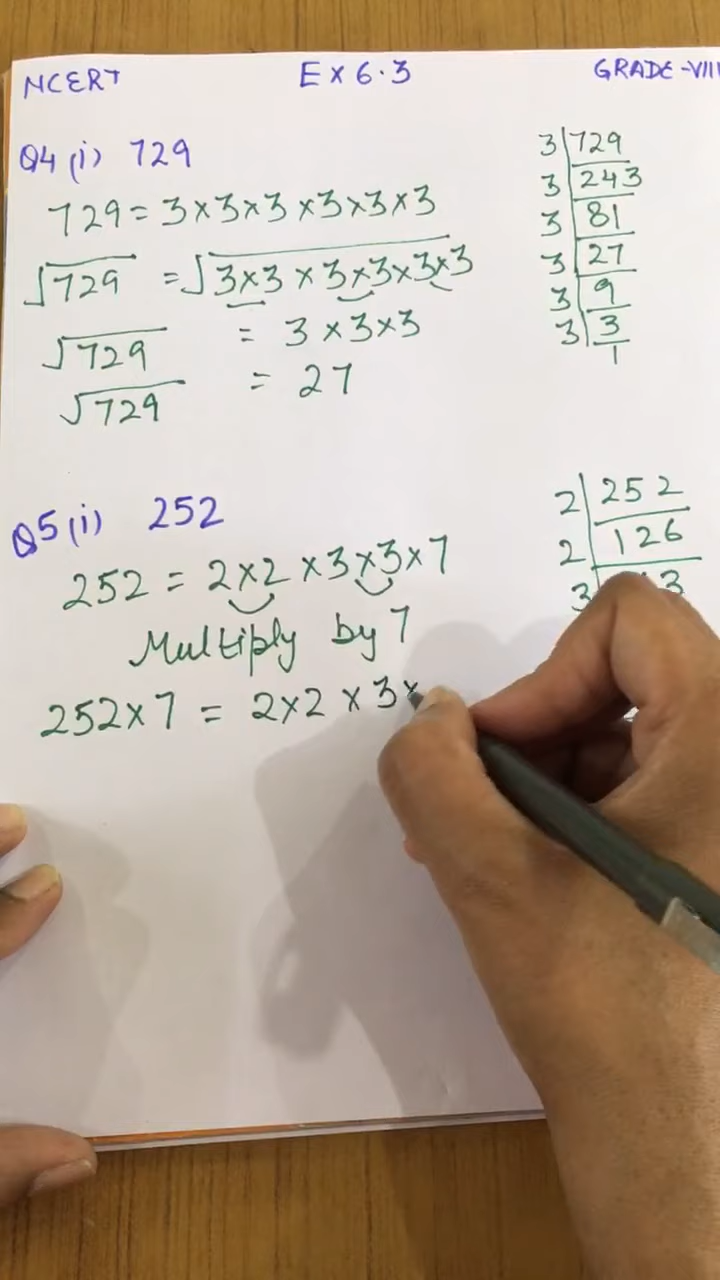 NCERT EX 6.3 GRADE-VIII
Q4 (i) 729
729 = 3×3×3×3×3×3
√729 = √3×3×3×3×3×3
√729 = 3×3×3
√729 = 27
3 729
3 243
3 81
3 27
3 9
3 3
1
Q5 (i) 252
252 = 2×2×3×3×7
Multiply by 7
252×7 = 2×2×3×
2 252
2 126
3